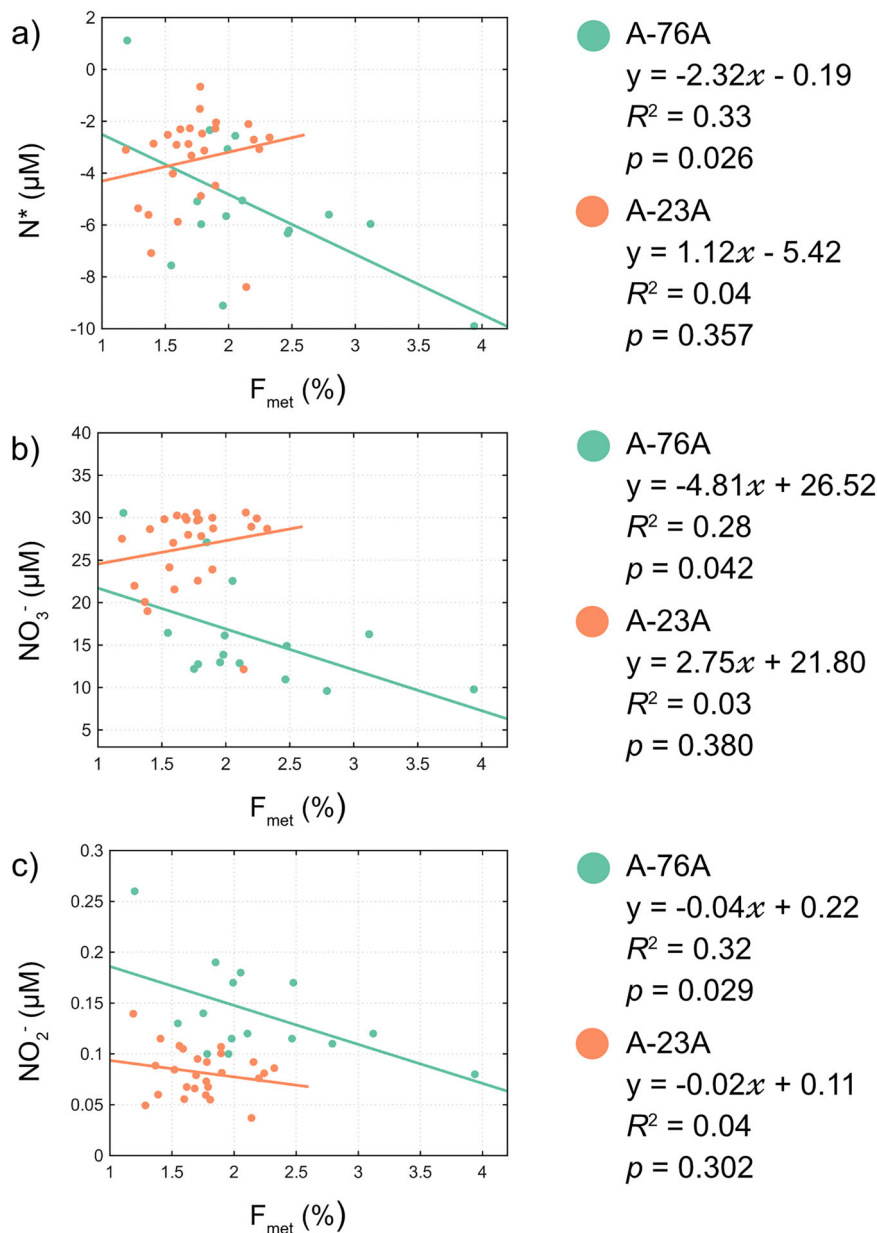 a)
2
0
-2
-4
-6
-8
-10
N* (µM)
1 1.5 2 2.5 3 3.5 4
F_met (%)
A-76A
y = -2.32x - 0.19
R² = 0.33
p = 0.026
A-23A
y = 1.12x - 5.42
R² = 0.04
p = 0.357
b)
40
35
30
25
20
15
10
5
NO₃⁻ (µM)
1 1.5 2 2.5 3 3.5 4
F_met (%)
A-76A
y = -4.81x + 26.52
R² = 0.28
p = 0.042
A-23A
y = 2.75x + 21.80
R² = 0.03
p = 0.380
c)
0.3
0.25
0.2
0.15
0.1
0.05
0
NO₂⁻ (µM)
1 1.5 2 2.5 3 3.5 4
F_met (%)
A-76A
y = -0.04x + 0.22
R² = 0.32
p = 0.029
A-23A
y = -0.02x + 0.11
R² = 0.04
p = 0.302